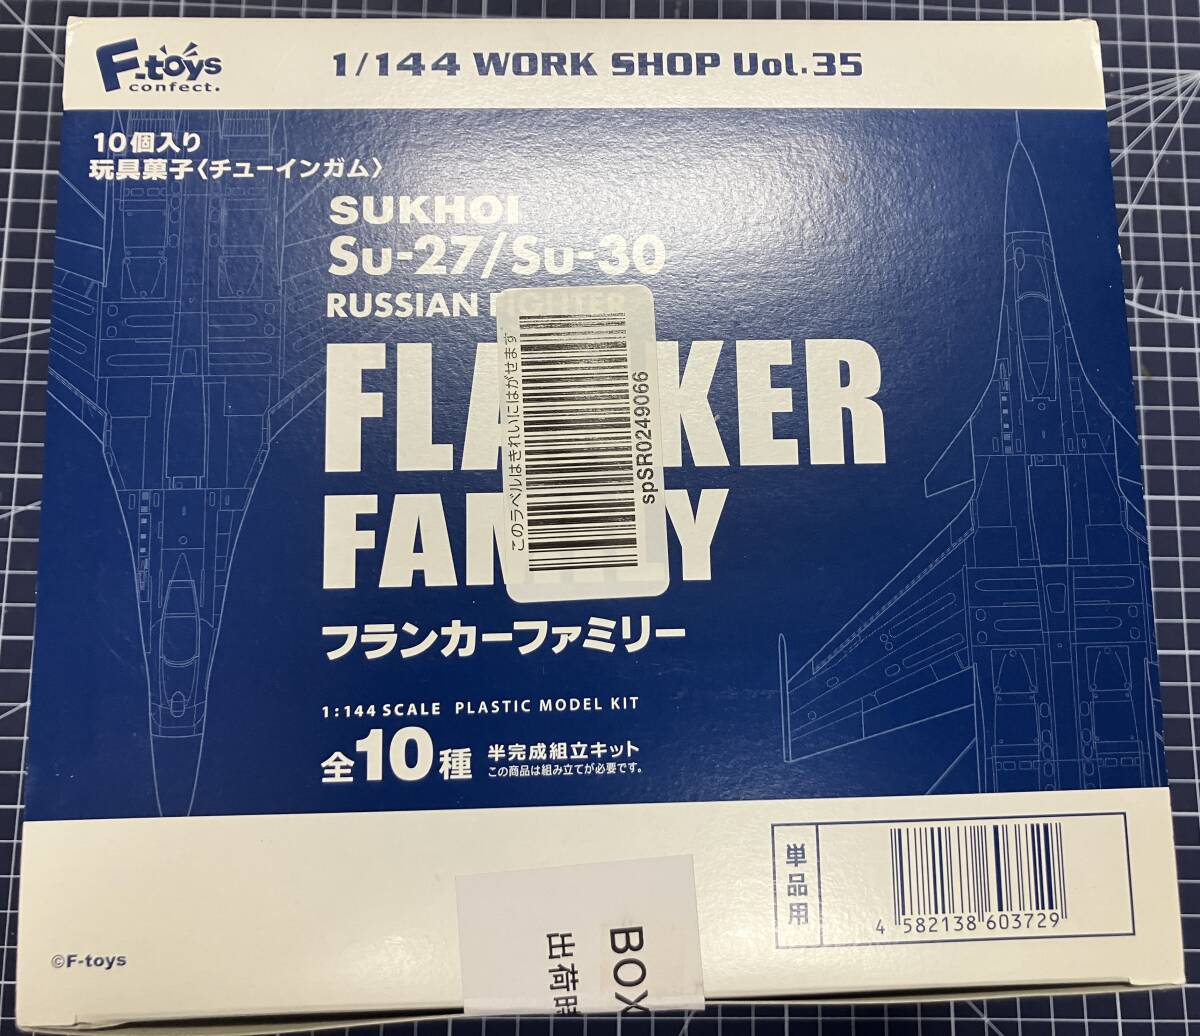 F-toys
confect.
1/144 WORK SHOP Vol.35
10個入り
玩具菓子〈チューインガム〉
SUKHOI
Su-27/Su-30
RUSSIAN FIGHTER
FLANKER
FAMILY
このラベルはきれいにはがせます
spSR0249066
フランカーファミリー
1:144 SCALE PLASTIC MODEL KIT
全10種 半完成組立キット
この商品は組み立てが必要です。
単品用
4 582138 603729
BOX
出荷時
©F-toys